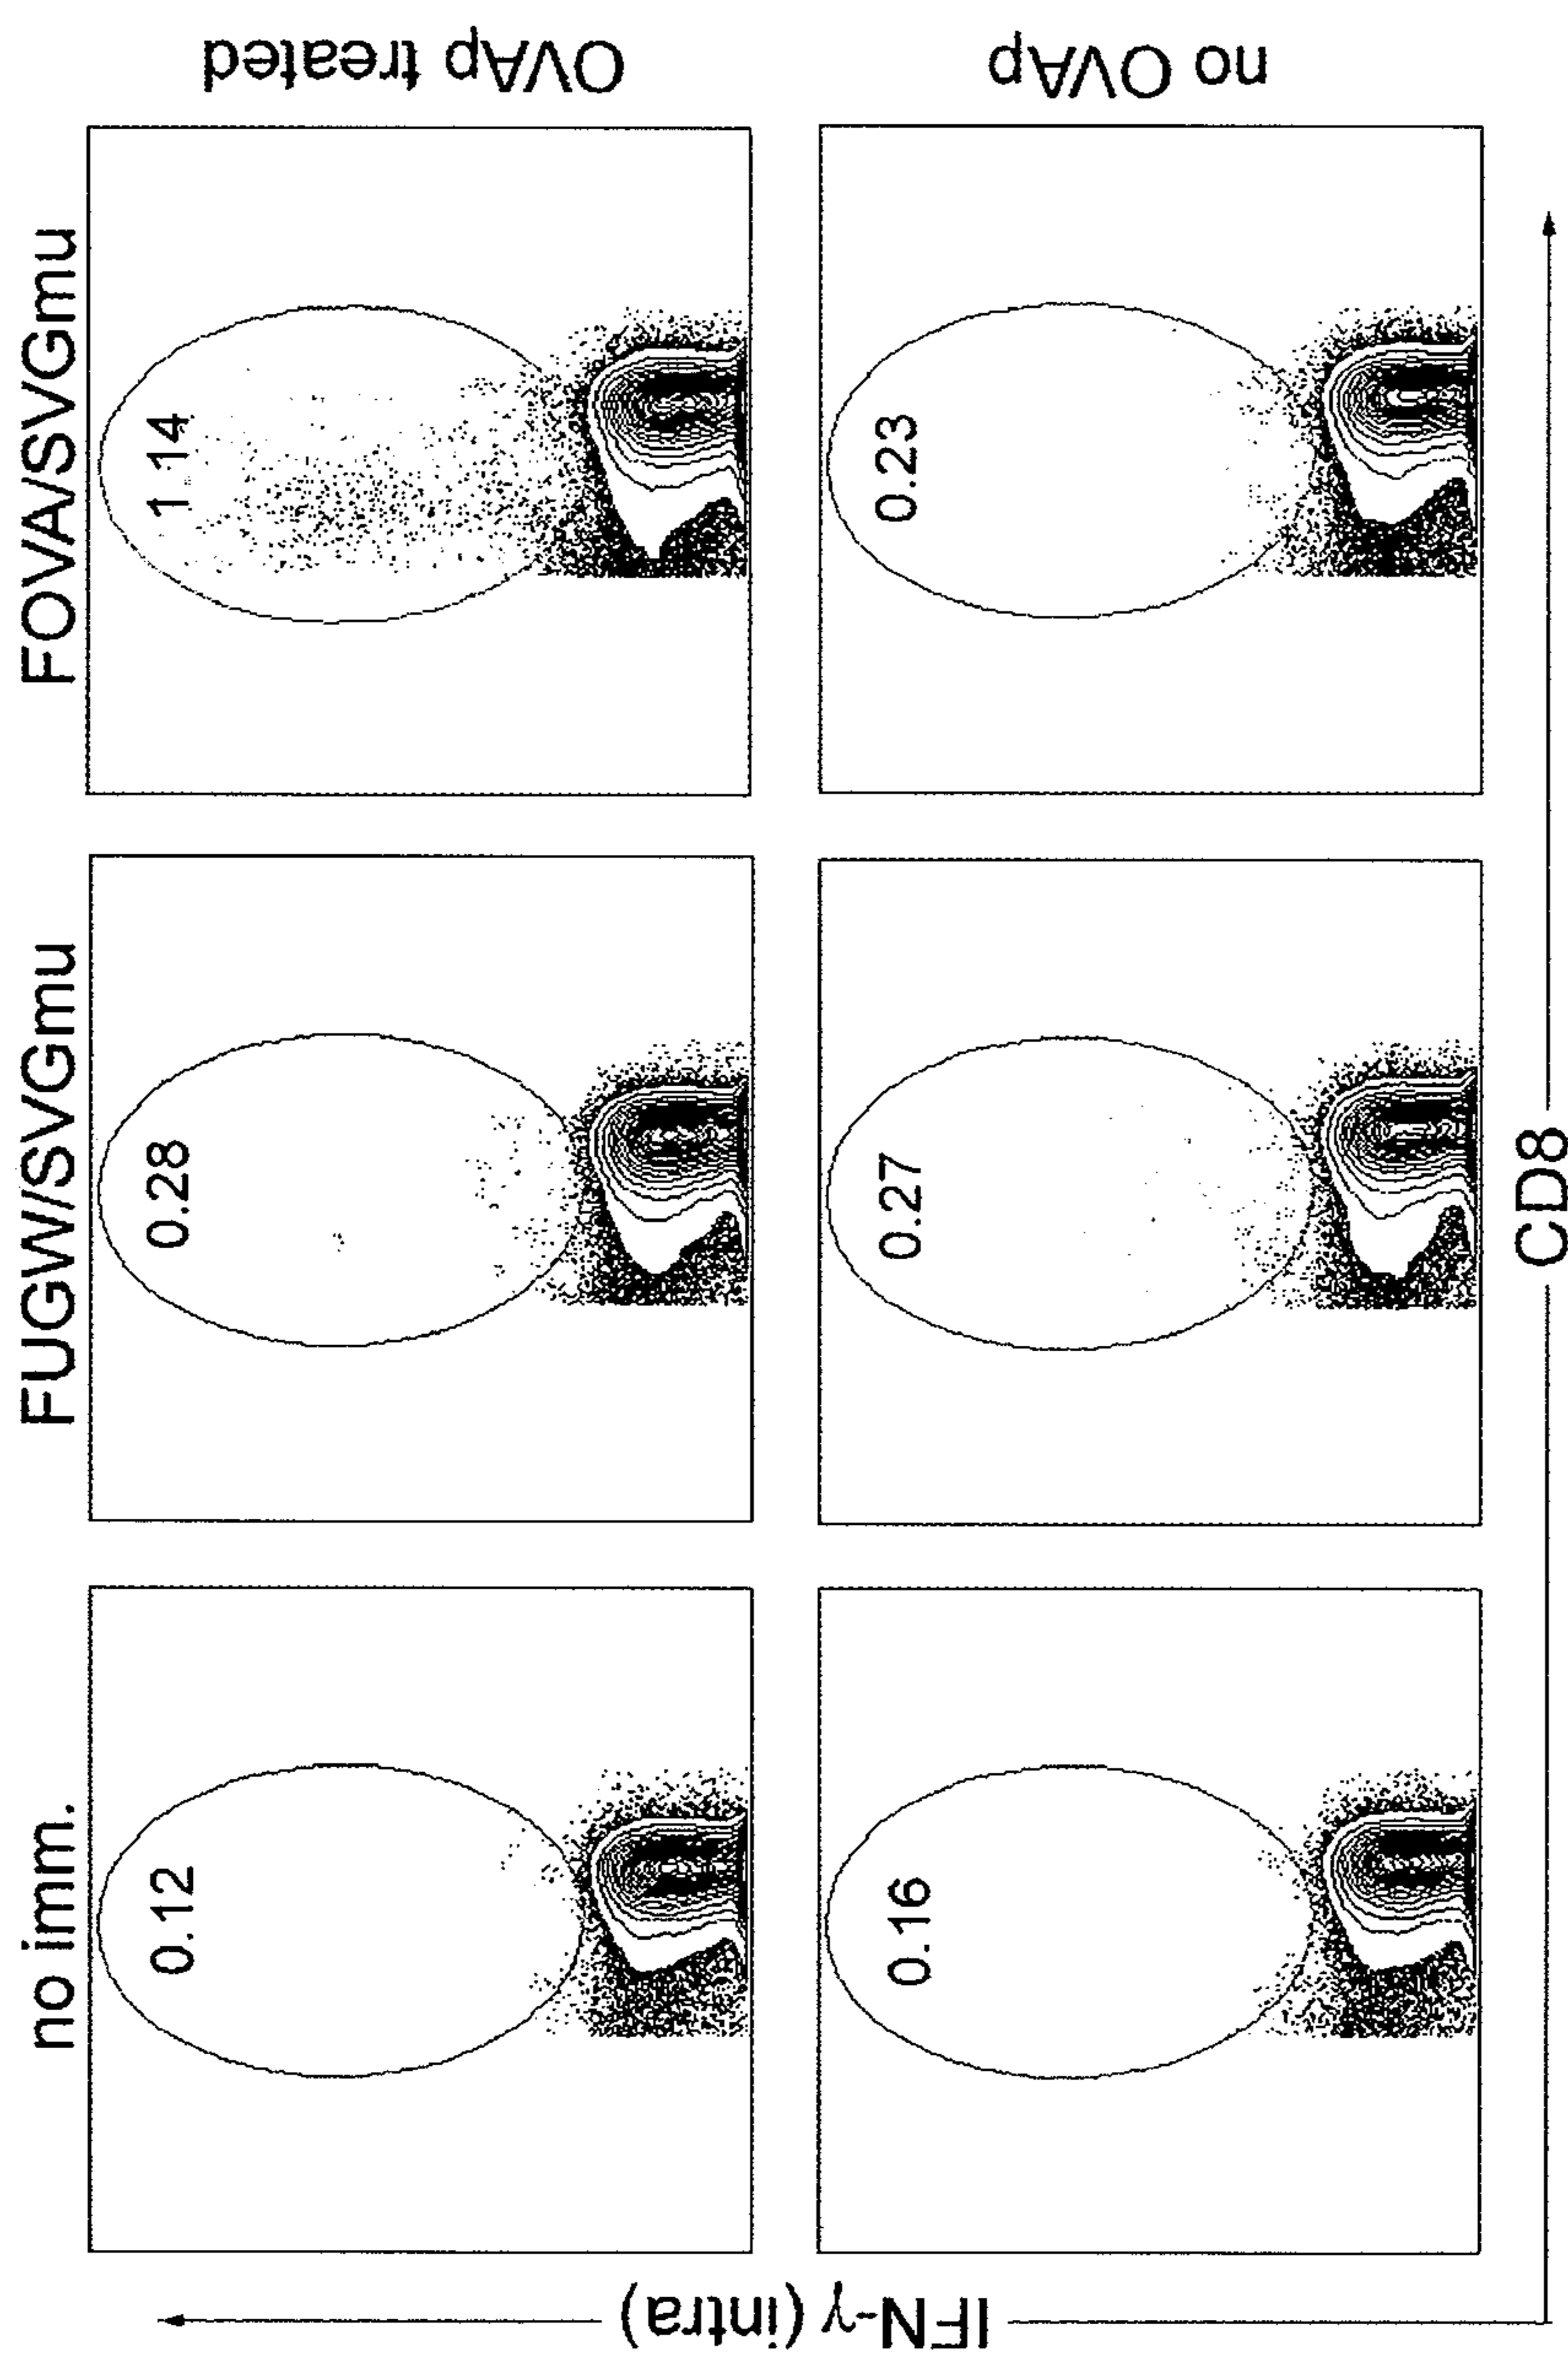 no imm.
FUGW/SVGmu
FOVA/SVGmu
0.12
0.28
1.14
OVAp treated
0.16
0.27
0.23
no OVAp
IFN-γ (intra)
CD8